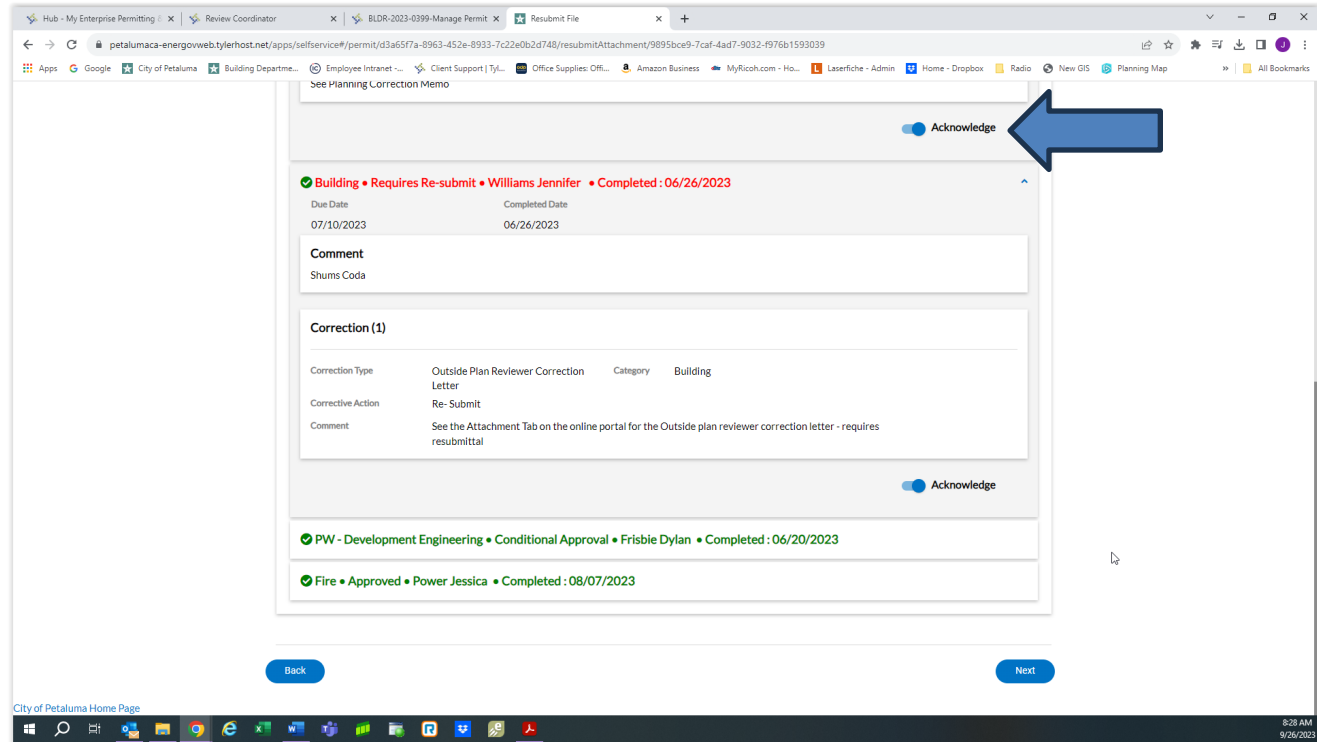 Hub - My Enterprise Permitting &
Review Coordinator
BLDR-2023-0399-Manage Permit
Resubmit File
petalumaca-energovweb.tylerhost.net/apps/selfservice#/permit/d3a65f7a-8963-452e-8933-7c22e0b2d748/resubmitAttachment/9895bce9-7caf-4ad7-9032-f976b1593039
J
Apps Google City of Petaluma Building Departme... Employee Intranet -... Client Support | Tyl... Office Supplies: Offi... Amazon Business MyRicoh.com - Ho... Laserfiche - Admin Home - Dropbox Radio New GIS Planning Map » All Bookmarks
See Planning Correction Memo
Acknowledge
Building • Requires Re-submit • Williams Jennifer • Completed : 06/26/2023
Due Date Completed Date
07/10/2023 06/26/2023
Comment
Shums Coda
Correction (1)
Correction Type Outside Plan Reviewer Correction Category Building
Letter
Corrective Action Re- Submit
Comment See the Attachment Tab on the online portal for the Outside plan reviewer correction letter - requires
resubmittal
Acknowledge
PW - Development Engineering • Conditional Approval • Frisbie Dylan • Completed : 06/20/2023
Fire • Approved • Power Jessica • Completed : 08/07/2023
Back Next
City of Petaluma Home Page
8:28 AM
9/26/2023